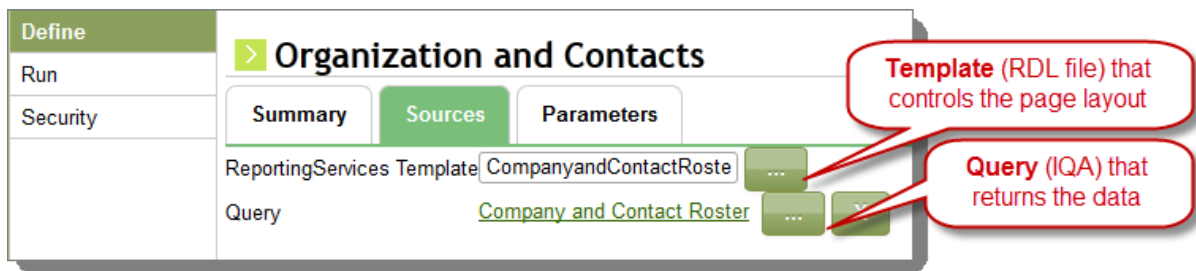 Define
Run
Security
Organization and Contacts
Summary
Sources
Parameters
ReportingServices Template CompanyandContactRoste ...
Query Company and Contact Roster ...
Template (RDL file) that
controls the page layout
Query (IQA) that
returns the data